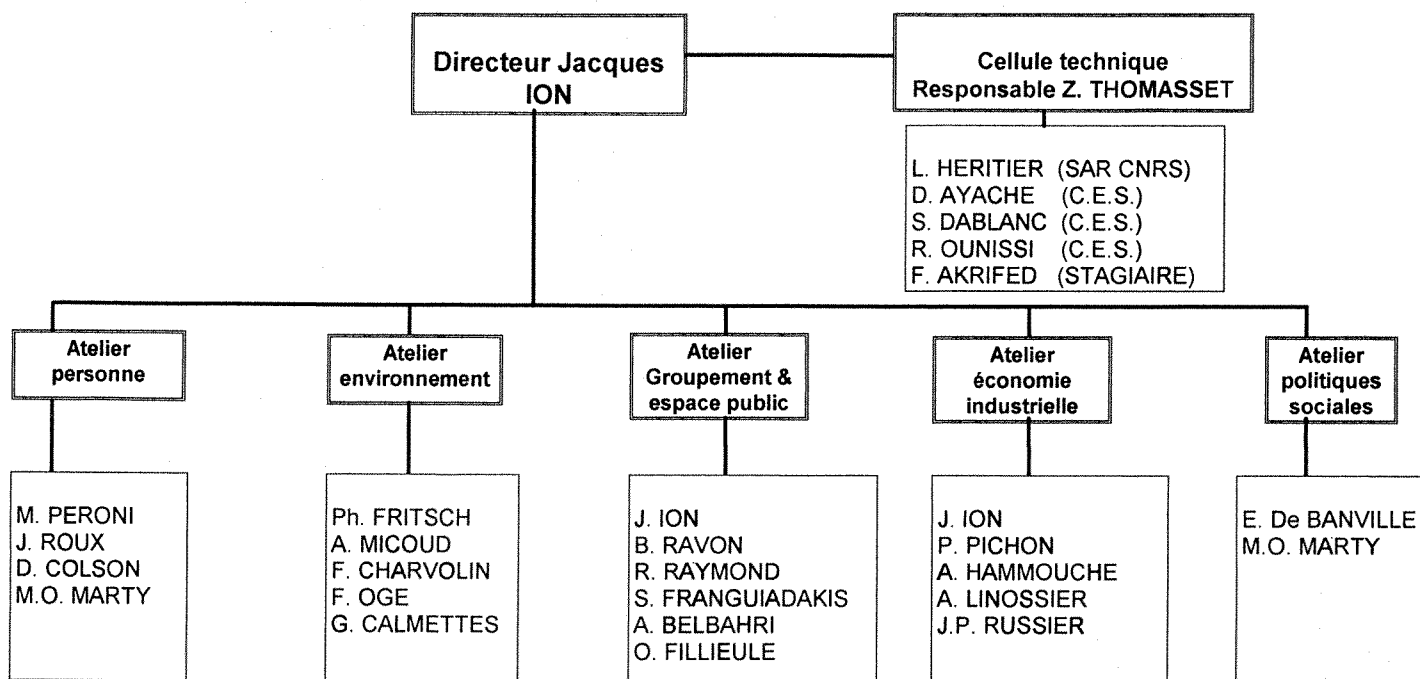 Directeur Jacques
ION
Cellule technique
Responsable Z. THOMASSET
L. HERITIER (SAR CNRS)
D. AYACHE (C.E.S.)
S. DABLANC (C.E.S.)
R. OUNISSI (C.E.S.)
F. AKRIFED (STAGIAIRE)
Atelier
personne
Atelier
environnement
Atelier
Groupement &
espace public
Atelier
économie
industrielle
Atelier
politiques
sociales
M. PERONI
J. ROUX
D. COLSON
M.O. MARTY
Ph. FRITSCH
A. MICOUD
F. CHARVOLIN
F. OGE
G. CALMETTES
J. ION
B. RAVON
R. RAYMOND
S. FRANGUIADAKIS
A. BELBAHRI
O. FILLIEULE
J. ION
P. PICHON
A. HAMMOUCHE
A. LINOSSIER
J.P. RUSSIER
E. De BANVILLE
M.O. MARTY